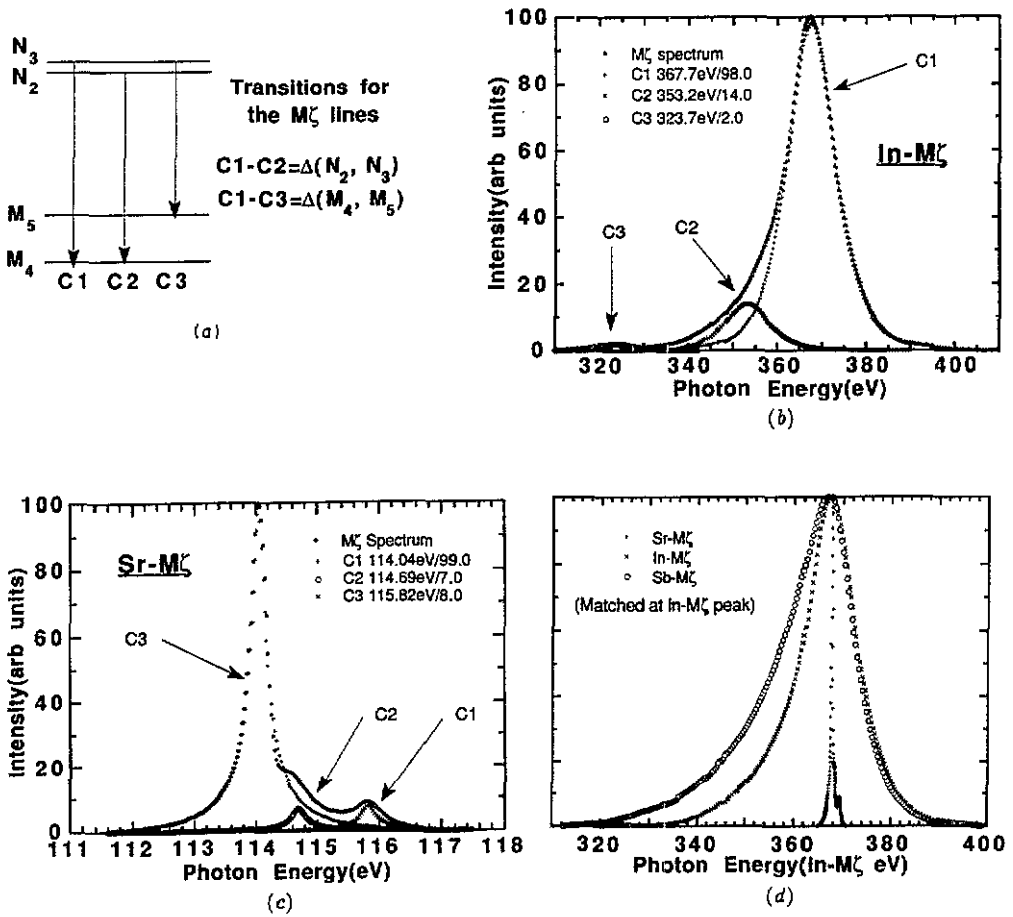 N3
N2
M5
M4
C1 C2 C3
Transitions for
the Mζ lines
C1-C2=Δ(N2, N3)
C1-C3=Δ(M4, M5)
(a)
Intensity(arb units)
100
80
60
40
20
0
Mζ spectrum
C1 367.7eV/98.0
C2 353.2eV/14.0
C3 323.7eV/2.0
C1
In-Mζ
C3
C2
320 340 360 380 400
Photon Energy(eV)
(b)
Intensity(arb units)
100
80
60
40
20
0
Sr-Mζ
Mζ Spectrum
C1 114.04eV/99.0
C2 114.69eV/7.0
C3 115.82eV/8.0
C3
C2
C1
111 112 113 114 115 116 117 118
Photon Energy(eV)
(c)
Sr-Mζ
In-Mζ
Sb-Mζ
(Matched at In-Mζ peak)
320 340 360 380 400
Photon Energy(In-Mζ eV)
(d)